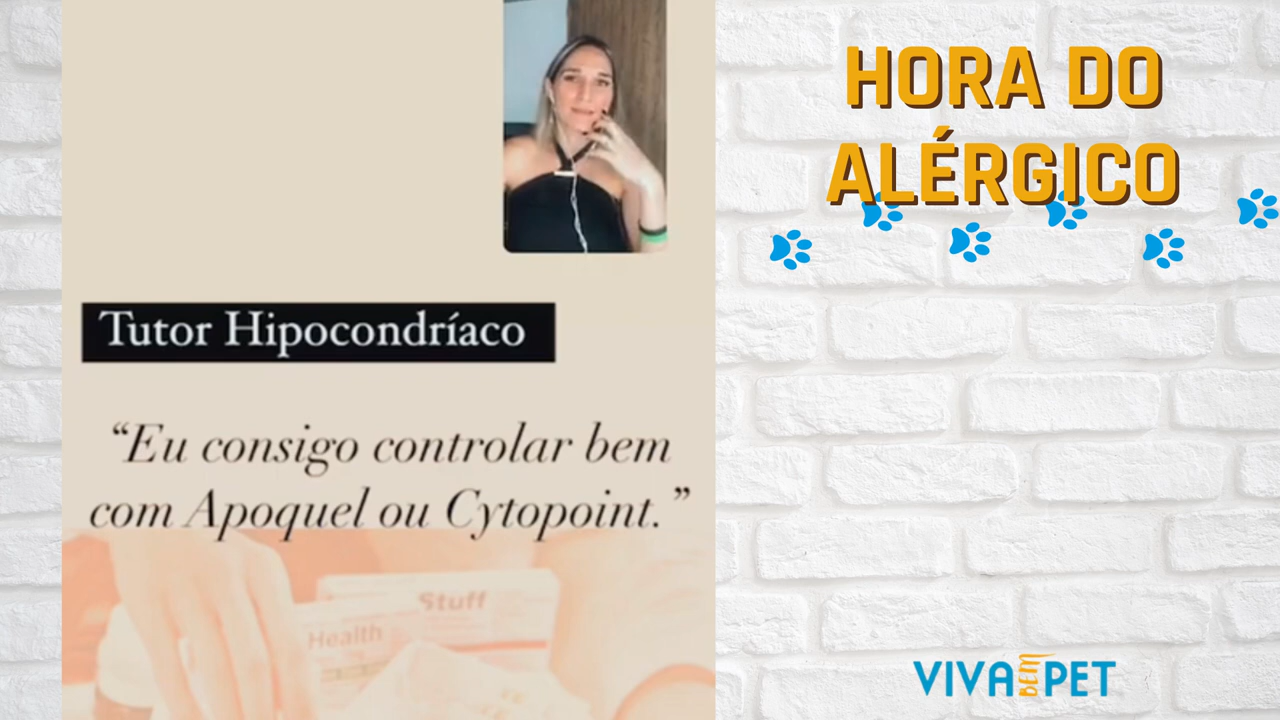 HORA DO
ALÉRGICO
Tutor Hipocondríaco
“Eu consigo controlar bem
com Apoquel ou Cytopoint.”
Stuff
Health
VIVA BEM PET